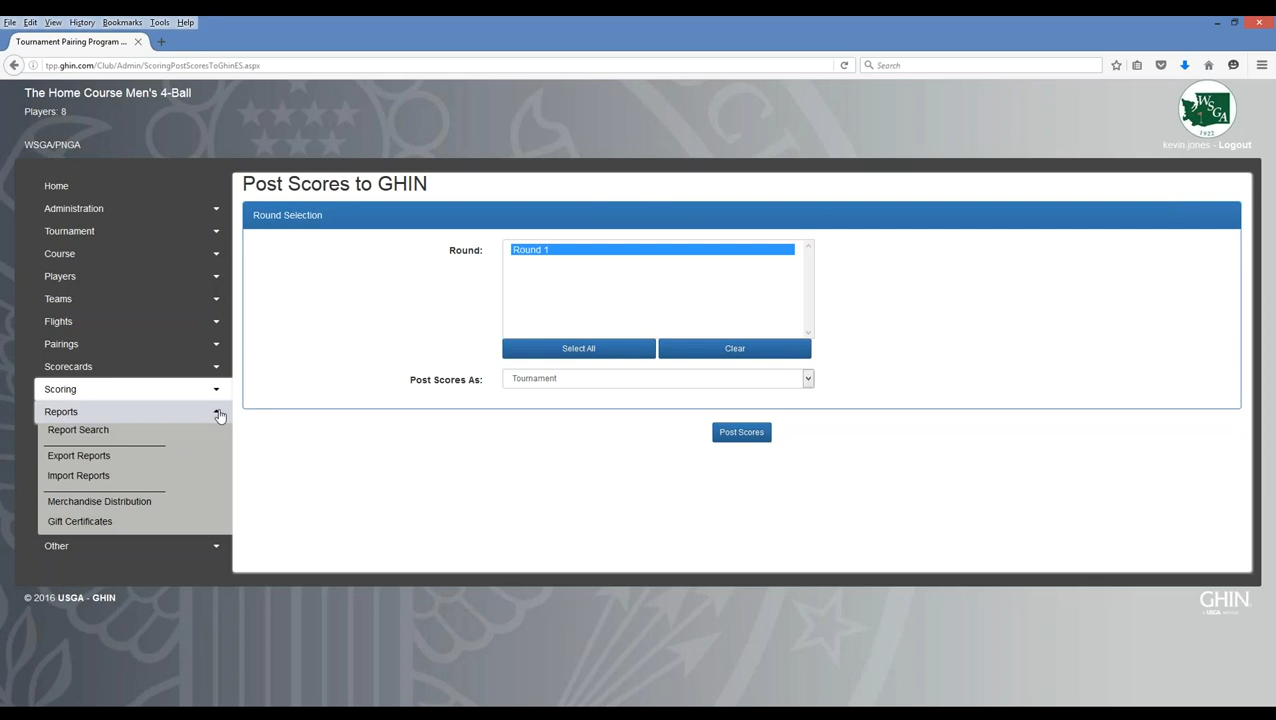 File Edit View History Bookmarks Tools Help
Tournament Pairing Program ...
tpp.ghin.com/Club/Admin/ScoringPostScoresToGhinES.aspx
Search
The Home Course Men's 4-Ball
Players: 8
WSGA
1922
WSGA/PNGA
kevin.jones - Logout
Home
Administration
Tournament
Course
Players
Teams
Flights
Pairings
Scorecards
Scoring
Reports
Report Search
Export Reports
Import Reports
Merchandise Distribution
Gift Certificates
Other
Post Scores to GHIN
Round Selection
Round:
Round 1
Select All
Clear
Post Scores As:
Tournament
Post Scores
© 2016 USGA - GHIN
GHIN